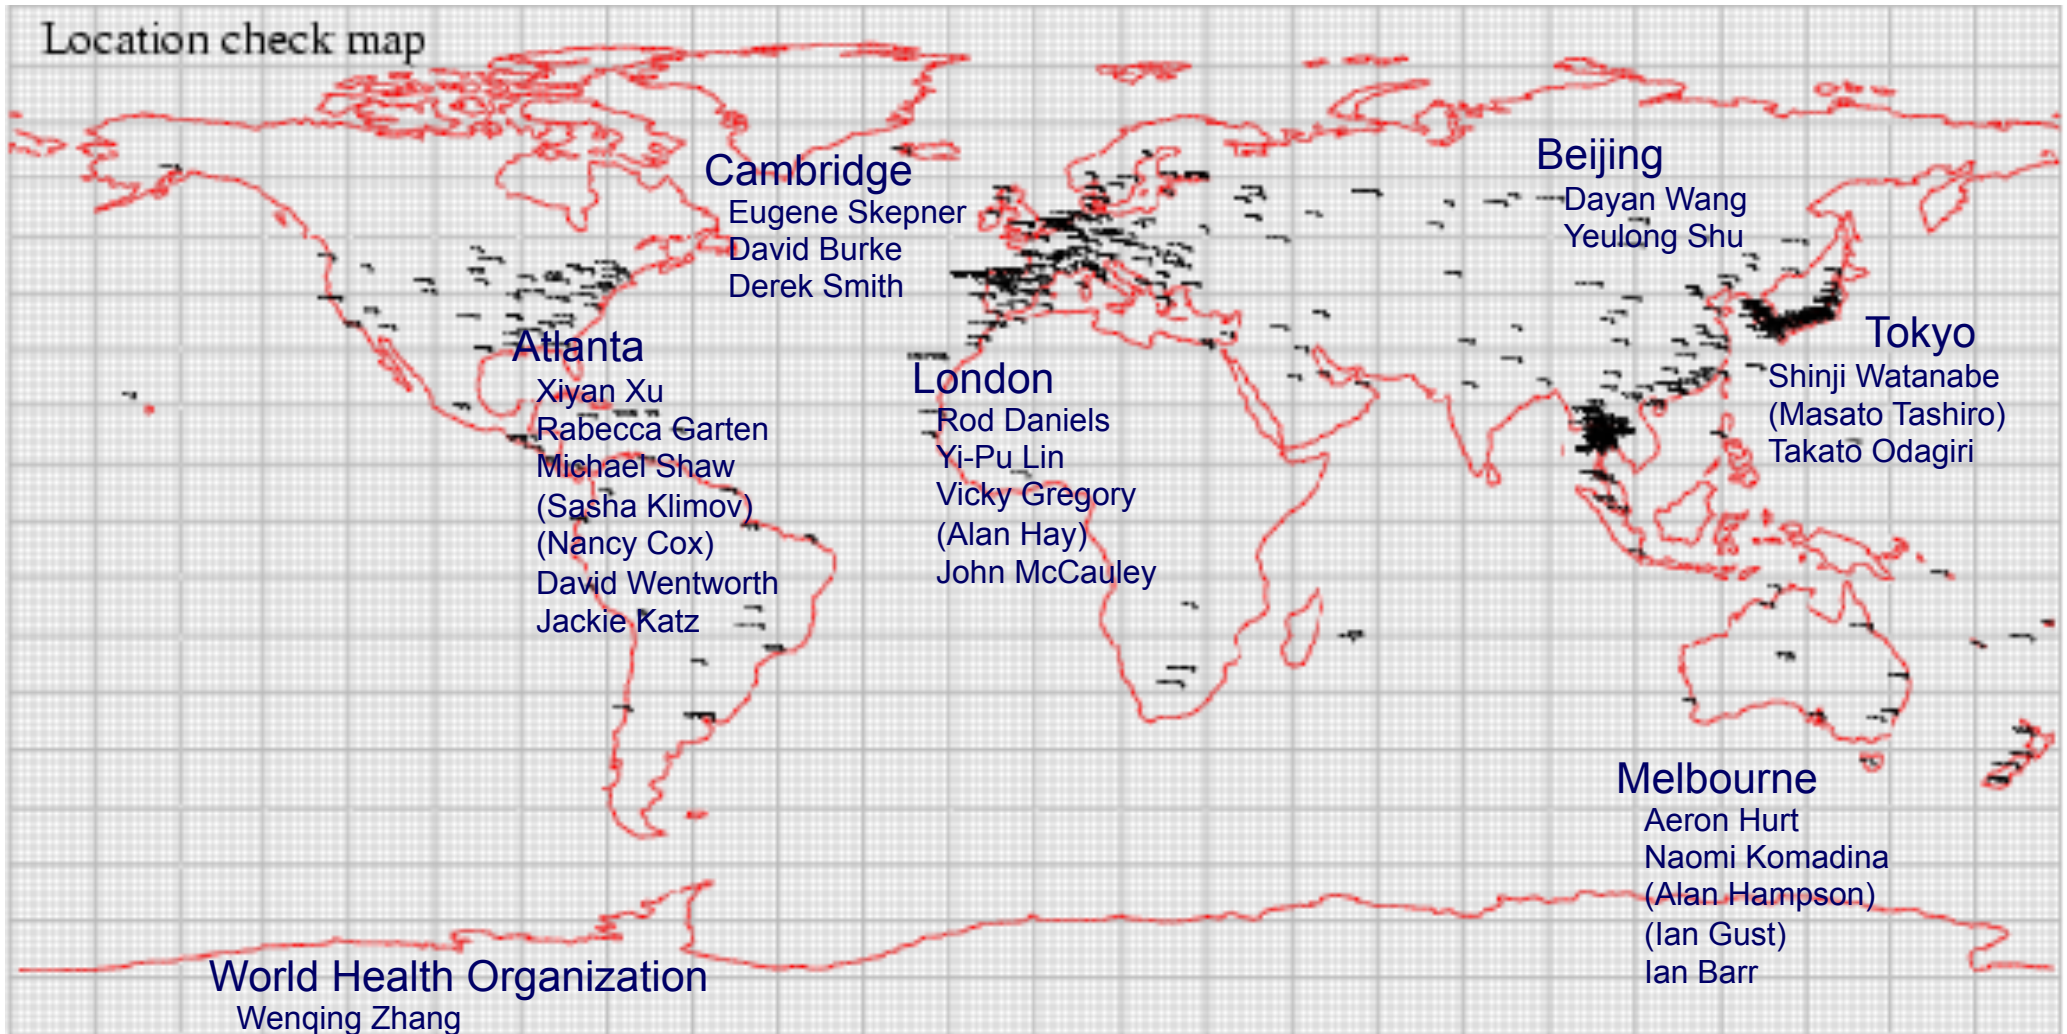 Location check map
Cambridge
Eugene Skepner
David Burke
Derek Smith
Beijing
Dayan Wang
Yeulong Shu
Atlanta
Xiyan Xu
Rabecca Garten
Michael Shaw
(Sasha Klimov)
(Nancy Cox)
David Wentworth
Jackie Katz
London
Rod Daniels
Yi-Pu Lin
Vicky Gregory
(Alan Hay)
John McCauley
Tokyo
Shinji Watanabe
(Masato Tashiro)
Takato Odagiri
Melbourne
Aeron Hurt
Naomi Komadina
(Alan Hampson)
(Ian Gust)
Ian Barr
World Health Organization
Wenqing Zhang